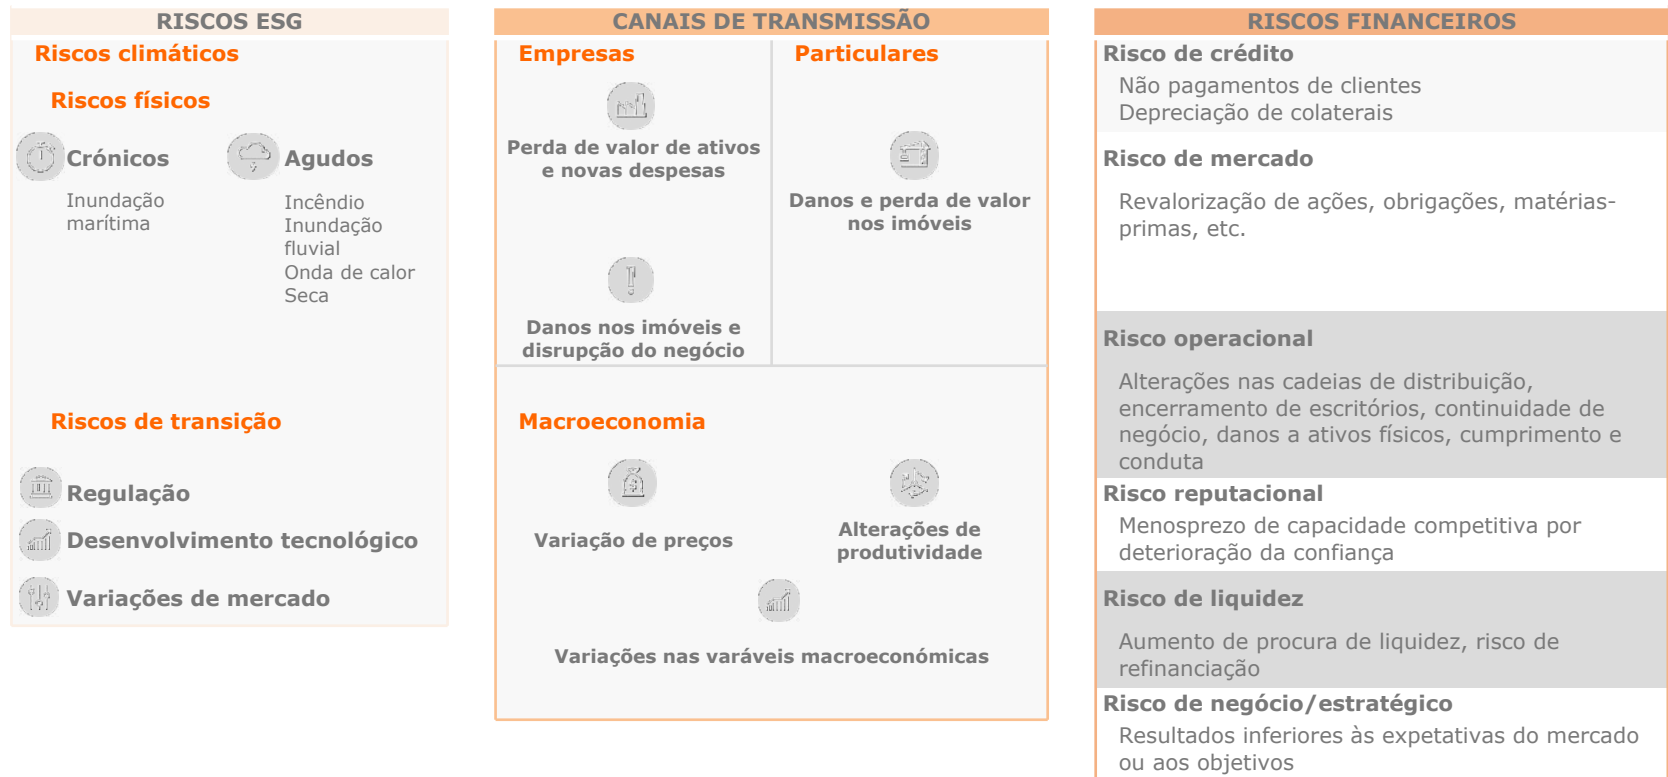 RISCOS ESG
Riscos climáticos
Riscos físicos
Crónicos
Inundação
marítima
Agudos
Incêndio
Inundação
fluvial
Onda de calor
Seca
Riscos de transição
Regulação
Desenvolvimento tecnológico
Variações de mercado
CANAIS DE TRANSMISSÃO
Empresas
Perda de valor de ativos
e novas despesas
Danos nos imóveis e
disrupção do negócio
Particulares
Danos e perda de valor
nos imóveis
Macroeconomia
Variação de preços
Alterações de
produtividade
Variações nas varáveis macroeconómicas
RISCOS FINANCEIROS
Risco de crédito
Não pagamentos de clientes
Depreciação de colaterais
Risco de mercado
Revalorização de ações, obrigações, matérias-
primas, etc.
Risco operacional
Alterações nas cadeias de distribuição,
encerramento de escritórios, continuidade de
negócio, danos a ativos físicos, cumprimento e
conduta
Risco reputacional
Menosprezo de capacidade competitiva por
deterioração da confiança
Risco de liquidez
Aumento de procura de liquidez, risco de
refinanciação
Risco de negócio/estratégico
Resultados inferiores às expetativas do mercado
ou aos objetivos